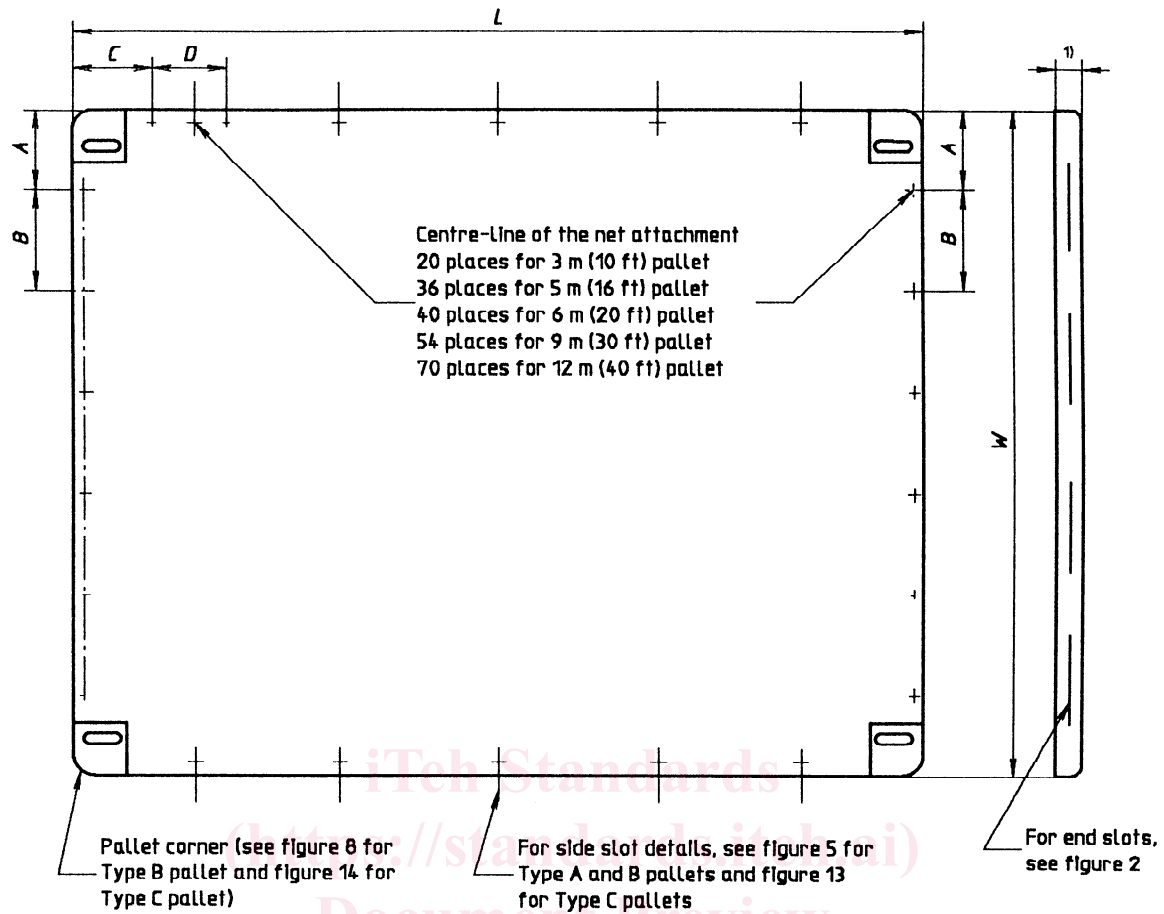 L
C D
1)
A A
B B
Centre-line of the net attachment
20 places for 3 m (10 ft) pallet
36 places for 5 m (16 ft) pallet
40 places for 6 m (20 ft) pallet
54 places for 9 m (30 ft) pallet
70 places for 12 m (40 ft) pallet
W
iTeh Standards
(https://standards.iteh.ai)
Document Preview
Pallet corner (see figure 8 for
Type B pallet and figure 14 for
Type C pallet)
For side slot details, see figure 5 for
Type A and B pallets and figure 13
for Type C pallets
For end slots,
see figure 2